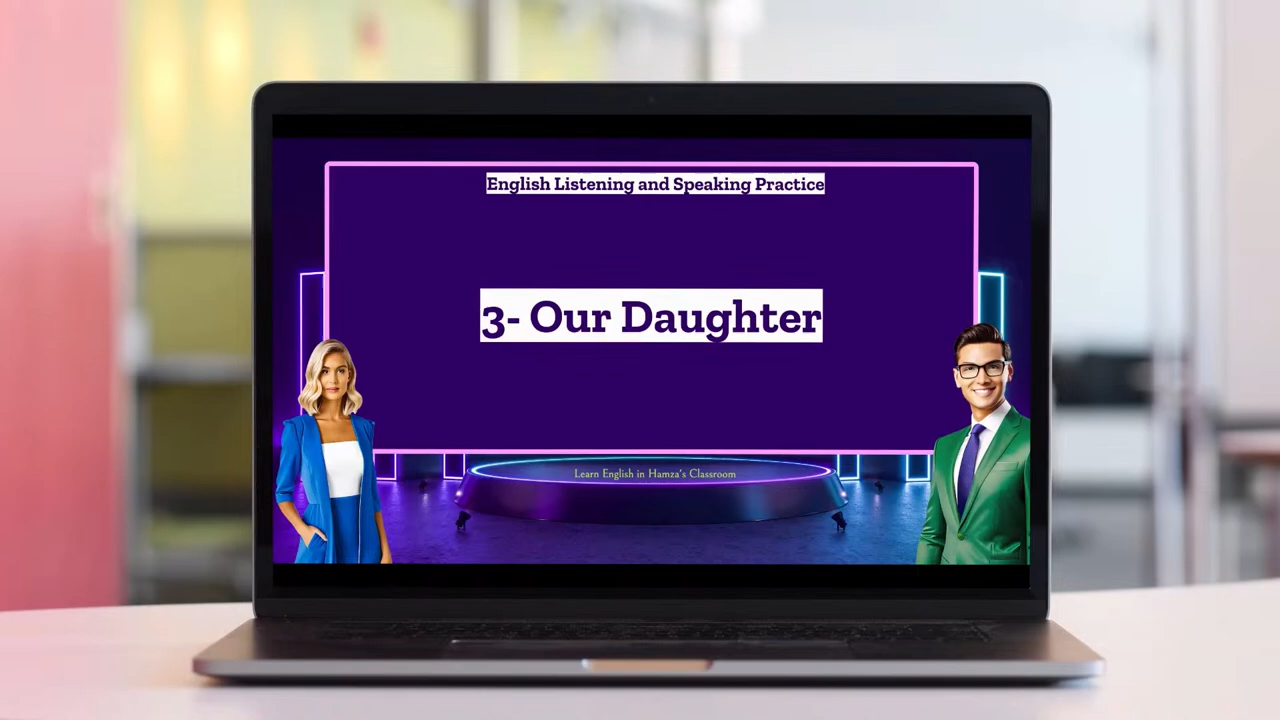 English Listening and Speaking Practice
3- Our Daughter
Learn English in Hamza's Classroom